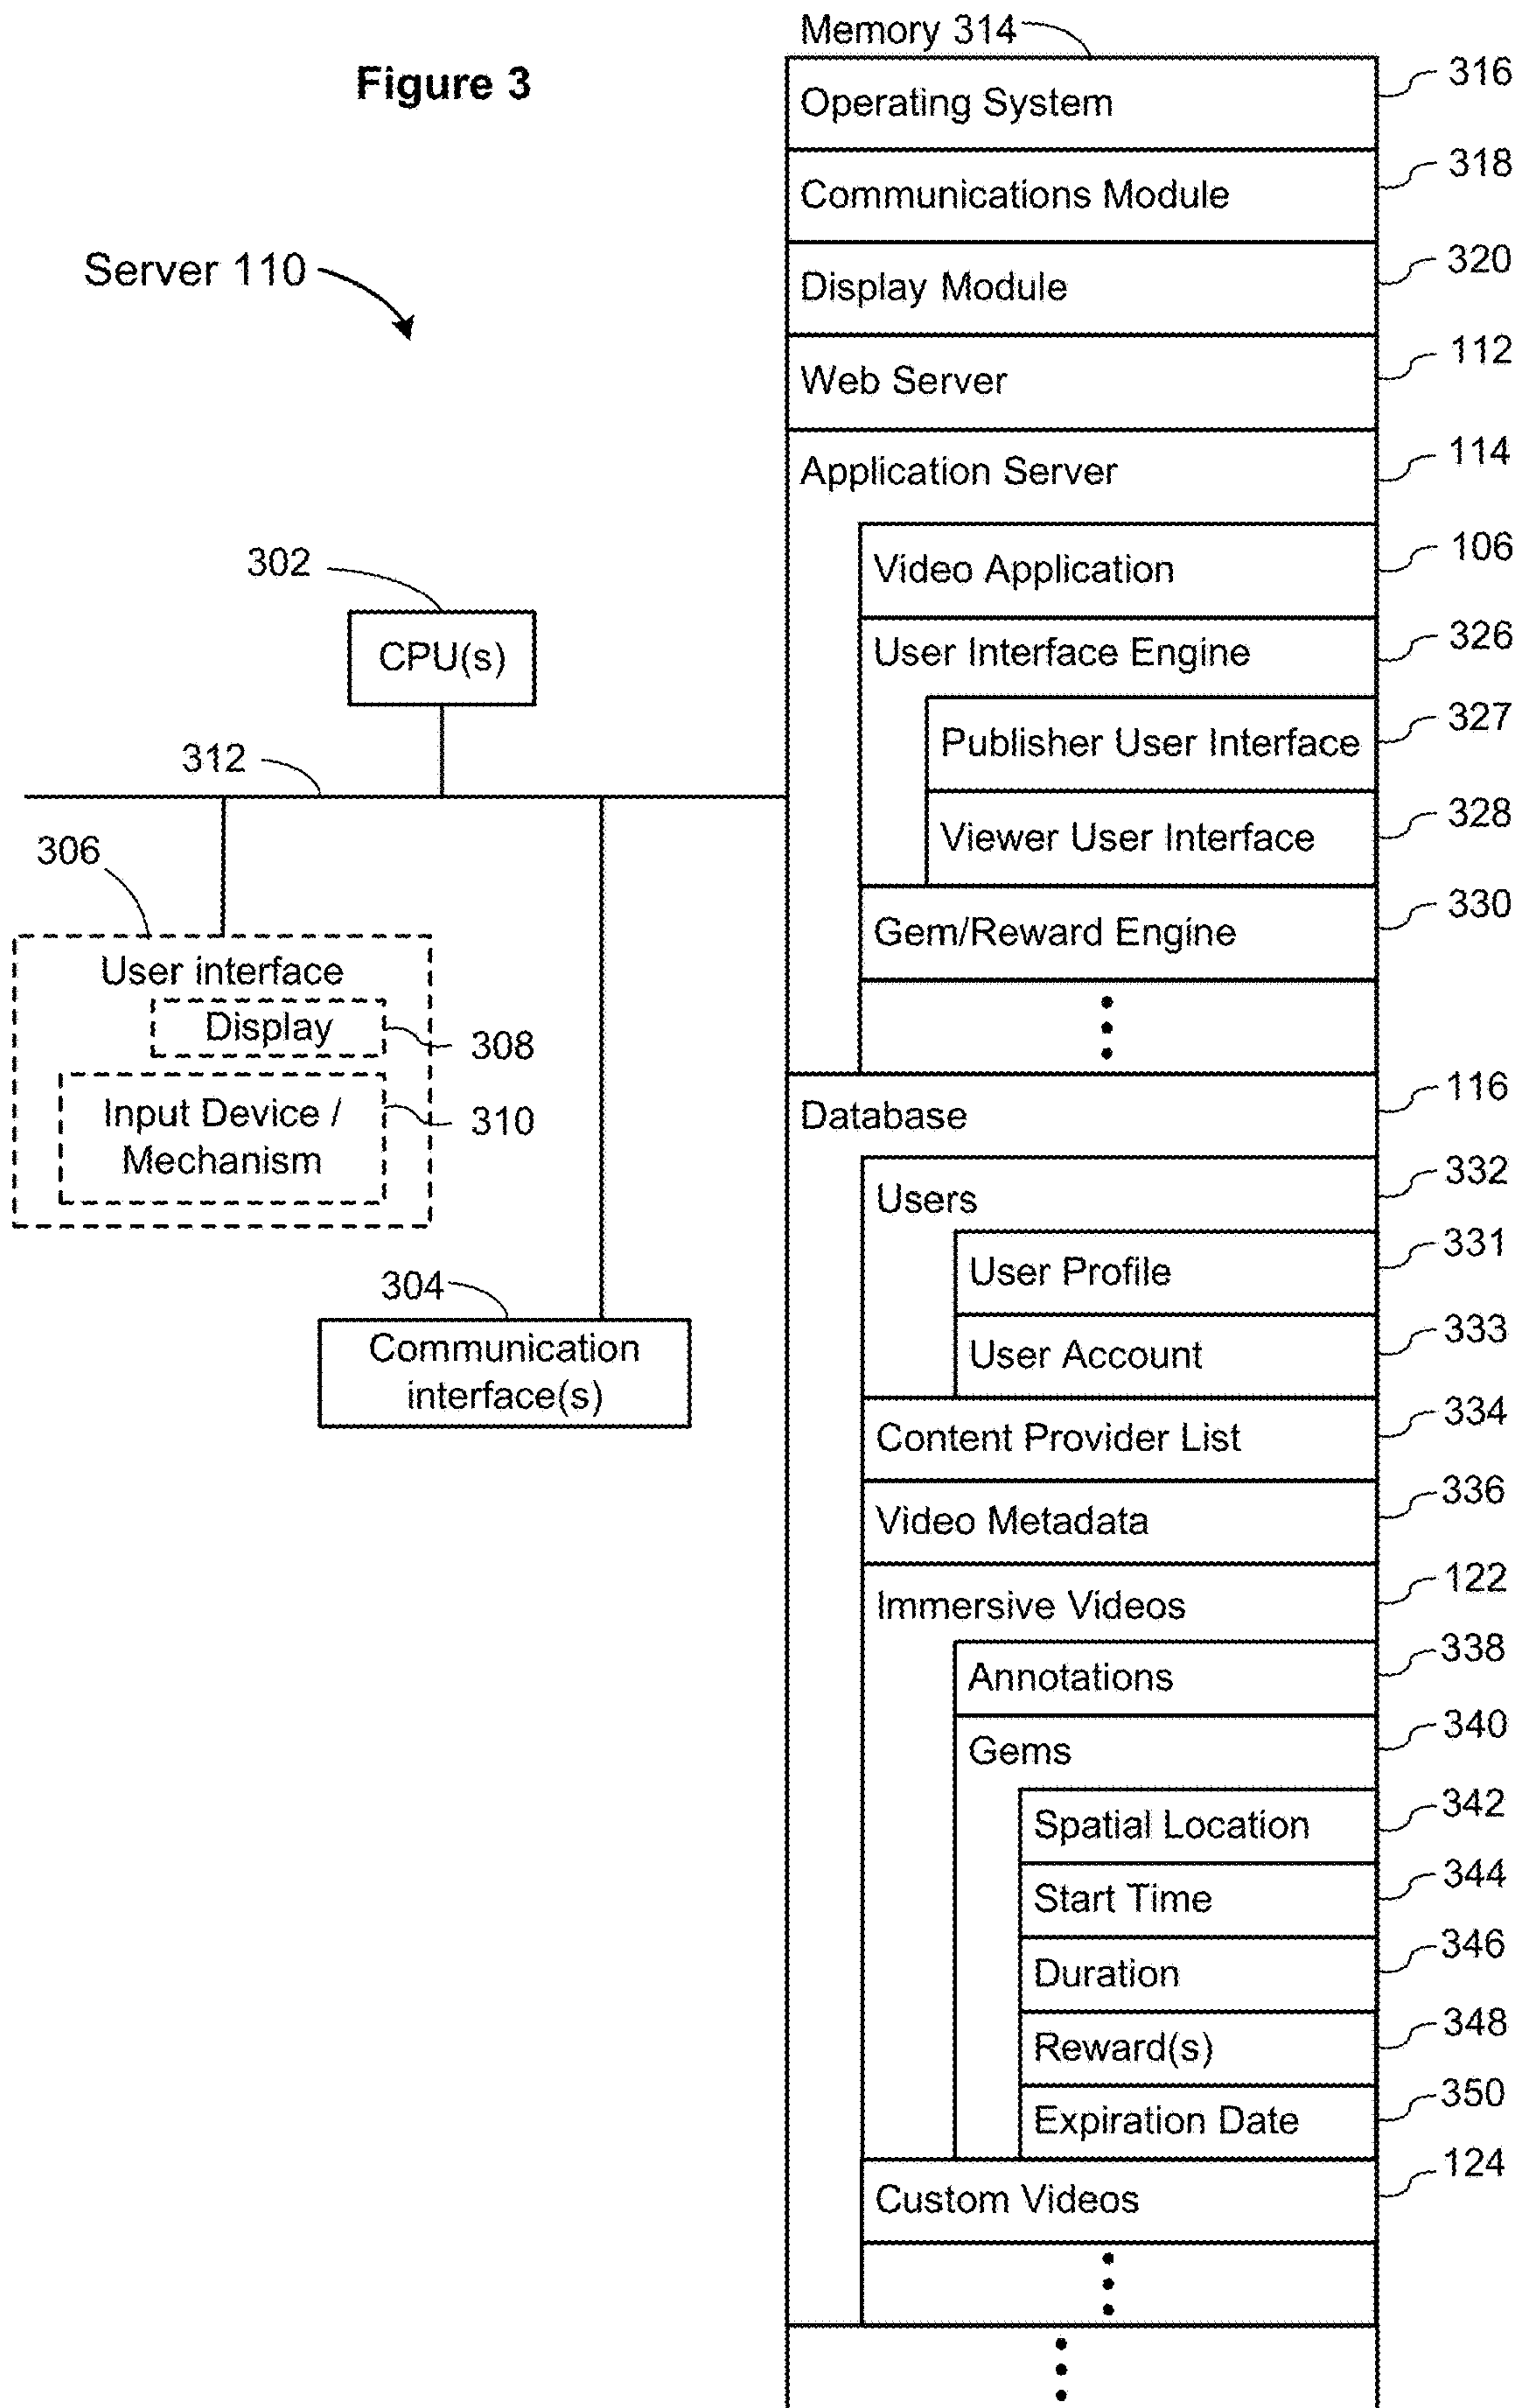 Figure 3
Server 110
302
CPU(s)
312
306
User interface
Display
308
Input Device /
Mechanism
310
304
Communication
interface(s)
Memory 314
Operating System
316
Communications Module
318
Display Module
320
Web Server
112
Application Server
114
Video Application
106
User Interface Engine
326
Publisher User Interface
327
Viewer User Interface
328
Gem/Reward Engine
330
Database
116
Users
332
User Profile
331
User Account
333
Content Provider List
334
Video Metadata
336
Immersive Videos
122
Annotations
338
Gems
340
Spatial Location
342
Start Time
344
Duration
346
Reward(s)
348
Expiration Date
350
Custom Videos
124